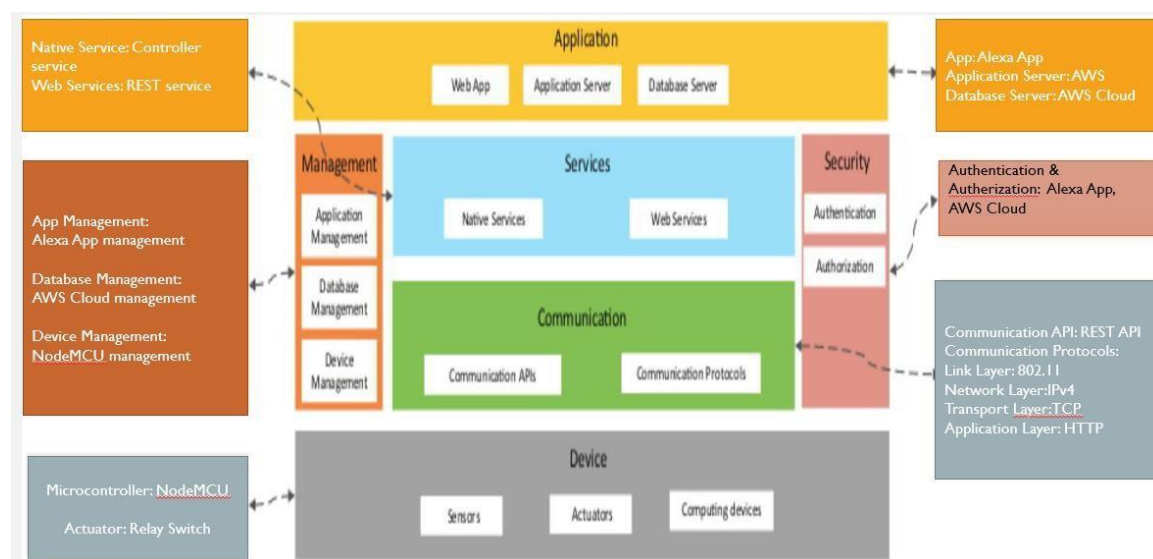 Native Service: Controller
service
Web Services: REST service
App Management:
Alexa App management
Database Management:
AWS Cloud management
Device Management:
NodeMCU management
Microcontroller: NodeMCU
Actuator: Relay Switch
Application
Web App
Application Server
Database Server
Management
Application
Management
Database
Management
Device
Management
Services
Native Services
Web Services
Communication
Communication APIs
Communication Protocols
Security
Authentication
Authorization
Device
Sensors
Actuators
Computing devices
App: Alexa App
Application Server: AWS
Database Server: AWS Cloud
Authentication &
Autherization: Alexa App,
AWS Cloud
Communication API: REST API
Communication Protocols:
Link Layer: 802.11
Network Layer:IPv4
Transport Layer:TCP
Application Layer: HTTP